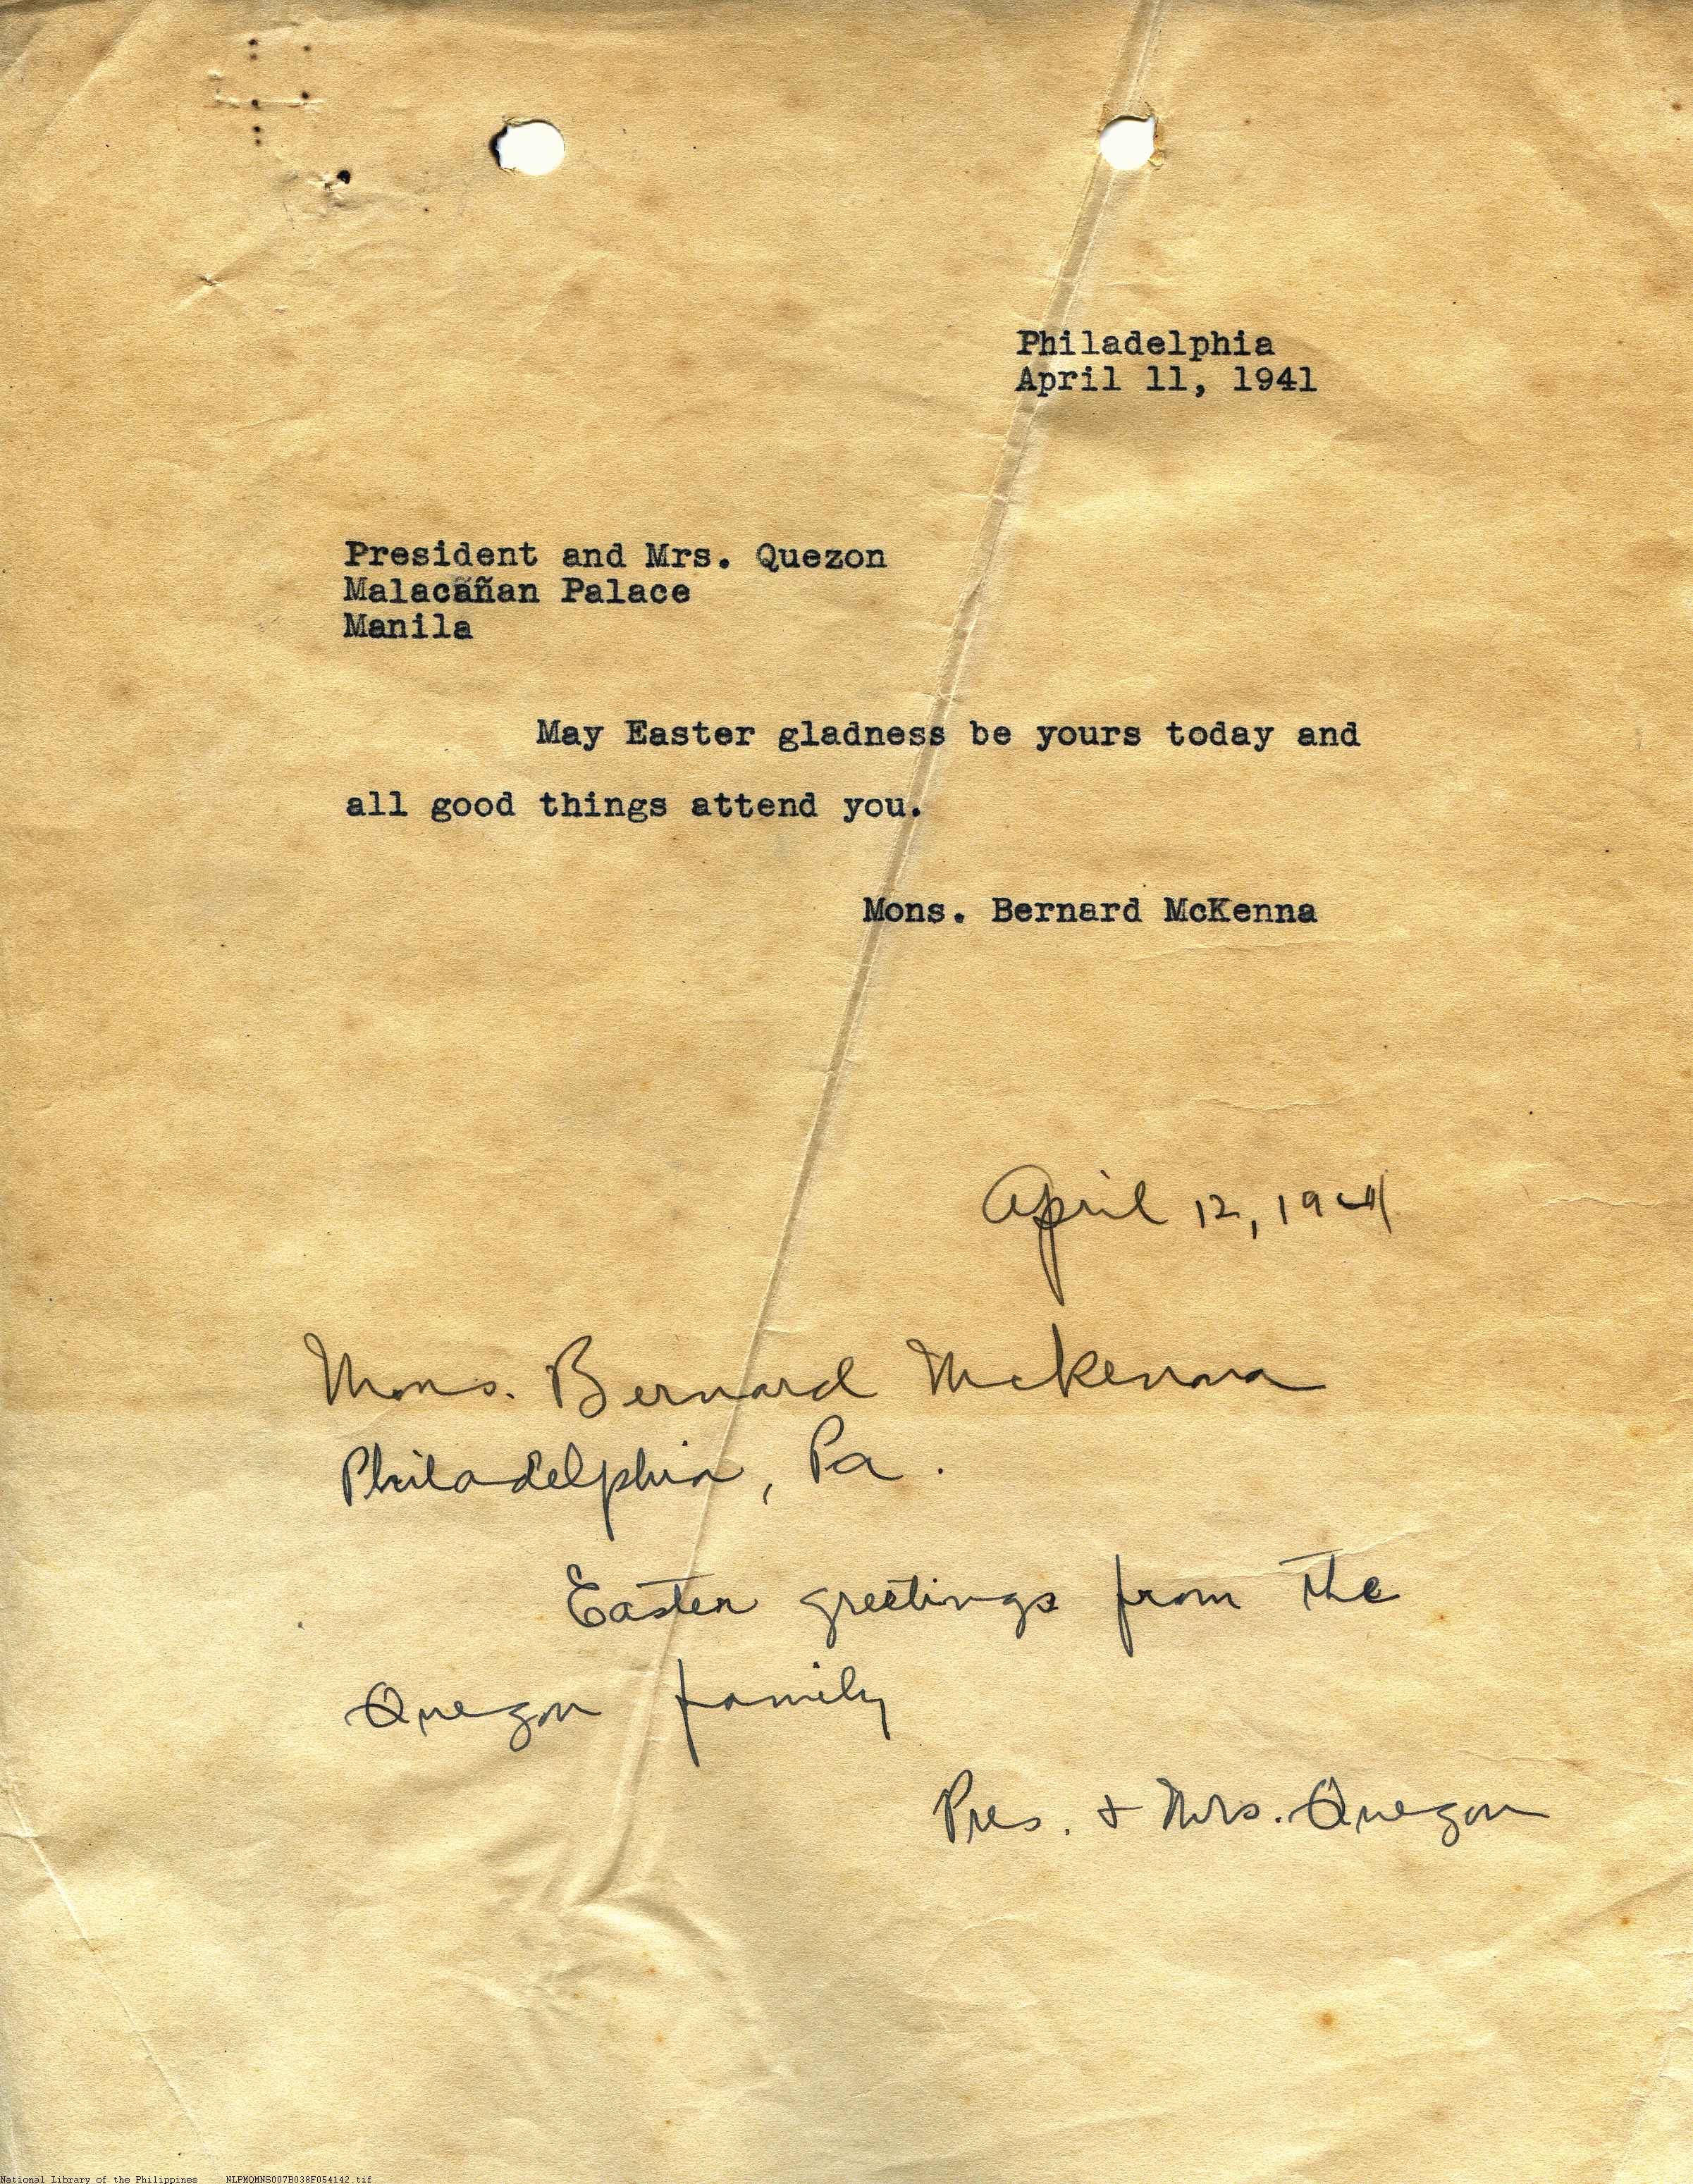 Philadelphia
April 11, 1941
President and Mrs. Quezon
Malacañan Palace
Manila
May Easter gladness be yours today and
all good things attend you.
Mons. Bernard McKenna
April 12, 1941
Mons. Bernard McKenna
Philadelphia, Pa.
Easter greetings from the
Quezon family
Pres. + Mrs. Quezon
National Library of the Philippines NLPMQMNS007B038F054142.tif